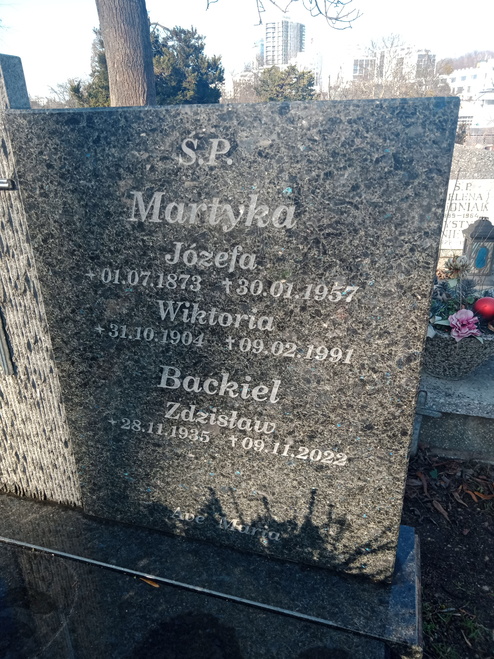 Ś.P.
Martyka
Józefa
+01.07.1873 †30.01.1957
Wiktoria
+31.10.1904 †09.02.1991
Backiel
Zdzisław
+28.11.1935 †09.11.2022
Ave Maria
Ś.P.